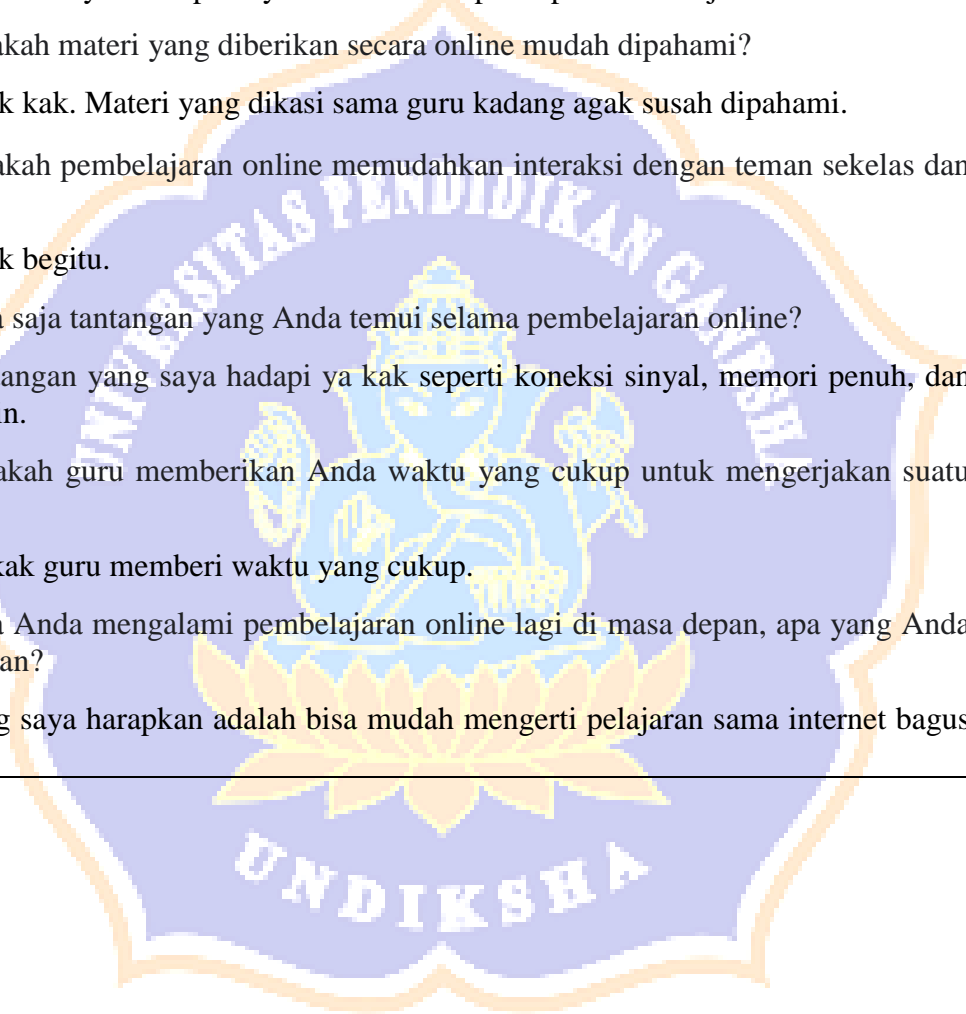 akah materi yang diberikan secara online mudah dipahami?
k kak. Materi yang dikasi sama guru kadang agak susah dipahami.
akah pembelajaran online memudahkan interaksi dengan teman sekelas dan
k begitu.
a saja tantangan yang Anda temui selama pembelajaran online?
angan yang saya hadapi ya kak seperti koneksi sinyal, memori penuh, dan
in.
akah guru memberikan Anda waktu yang cukup untuk mengerjakan suatu
kak guru memberi waktu yang cukup.
a Anda mengalami pembelajaran online lagi di masa depan, apa yang Anda
an?
g saya harapkan adalah bisa mudah mengerti pelajaran sama internet bagus
UNIVERSITAS PENDIDIKAN GANESHA
UNDIKSHA